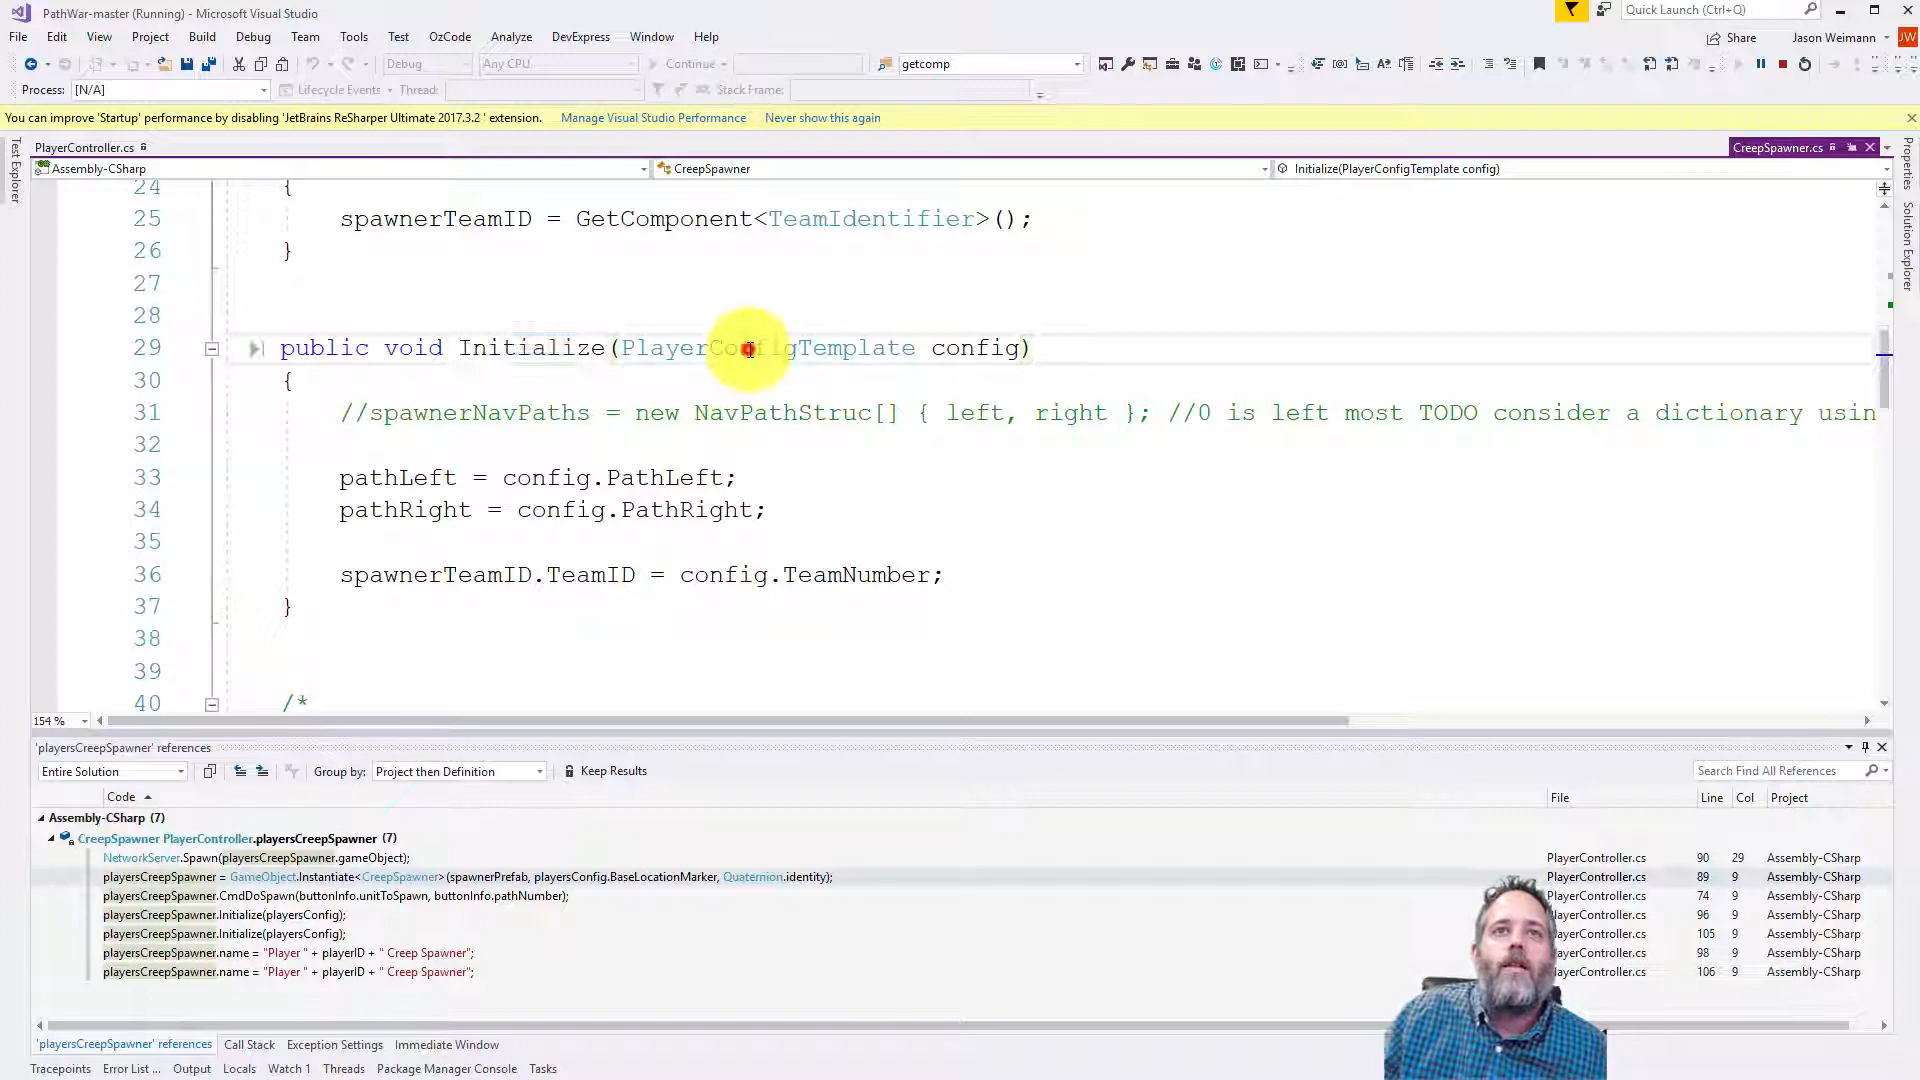 PathWar-master (Running) - Microsoft Visual Studio
Quick Launch (Ctrl+Q)
File Edit View Project Build Debug Team Tools Test OzCode Analyze DevExpress Window Help
Share Jason Weimann JW
Debug Any CPU Continue getcomp
Process: [N/A] Lifecycle Events Thread: Stack Frame:
You can improve 'Startup' performance by disabling 'JetBrains ReSharper Ultimate 2017.3.2 ' extension. Manage Visual Studio Performance Never show this again
Test Explorer
Properties
Solution Explorer
PlayerController.cs CreepSpawner.cs
Assembly-CSharp CreepSpawner Initialize(PlayerConfigTemplate config)
24 {
25 spawnerTeamID = GetComponent<TeamIdentifier>();
26 }
27
28
29 public void Initialize(PlayerConfigTemplate config)
30 {
31 //spawnerNavPaths = new NavPathStruc[] { left, right }; //0 is left most TODO consider a dictionary usin
32
33 pathLeft = config.PathLeft;
34 pathRight = config.PathRight;
35
36 spawnerTeamID.TeamID = config.TeamNumber;
37 }
38
39
40 /*
154 %
'playersCreepSpawner' references
Entire Solution Group by: Project then Definition Keep Results Search Find All References
Code File Line Col Project
Assembly-CSharp (7)
CreepSpawner PlayerController.playersCreepSpawner (7)
NetworkServer.Spawn(playersCreepSpawner.gameObject); PlayerController.cs 90 29 Assembly-CSharp
playersCreepSpawner = GameObject.Instantiate<CreepSpawner>(spawnerPrefab, playersConfig.BaseLocationMarker, Quaternion.identity); PlayerController.cs 89 9 Assembly-CSharp
playersCreepSpawner.CmdDoSpawn(buttonInfo.unitToSpawn, buttonInfo.pathNumber); PlayerController.cs 74 9 Assembly-CSharp
playersCreepSpawner.Initialize(playersConfig); PlayerController.cs 96 9 Assembly-CSharp
playersCreepSpawner.Initialize(playersConfig); layerController.cs 105 9 Assembly-CSharp
playersCreepSpawner.name = "Player " + playerID + " Creep Spawner"; layerController.cs 98 9 Assembly-CSharp
playersCreepSpawner.name = "Player " + playerID + " Creep Spawner"; layerController.cs 106 9 Assembly-CSharp
'playersCreepSpawner' references Call Stack Exception Settings Immediate Window
Tracepoints Error List ... Output Locals Watch 1 Threads Package Manager Console Tasks